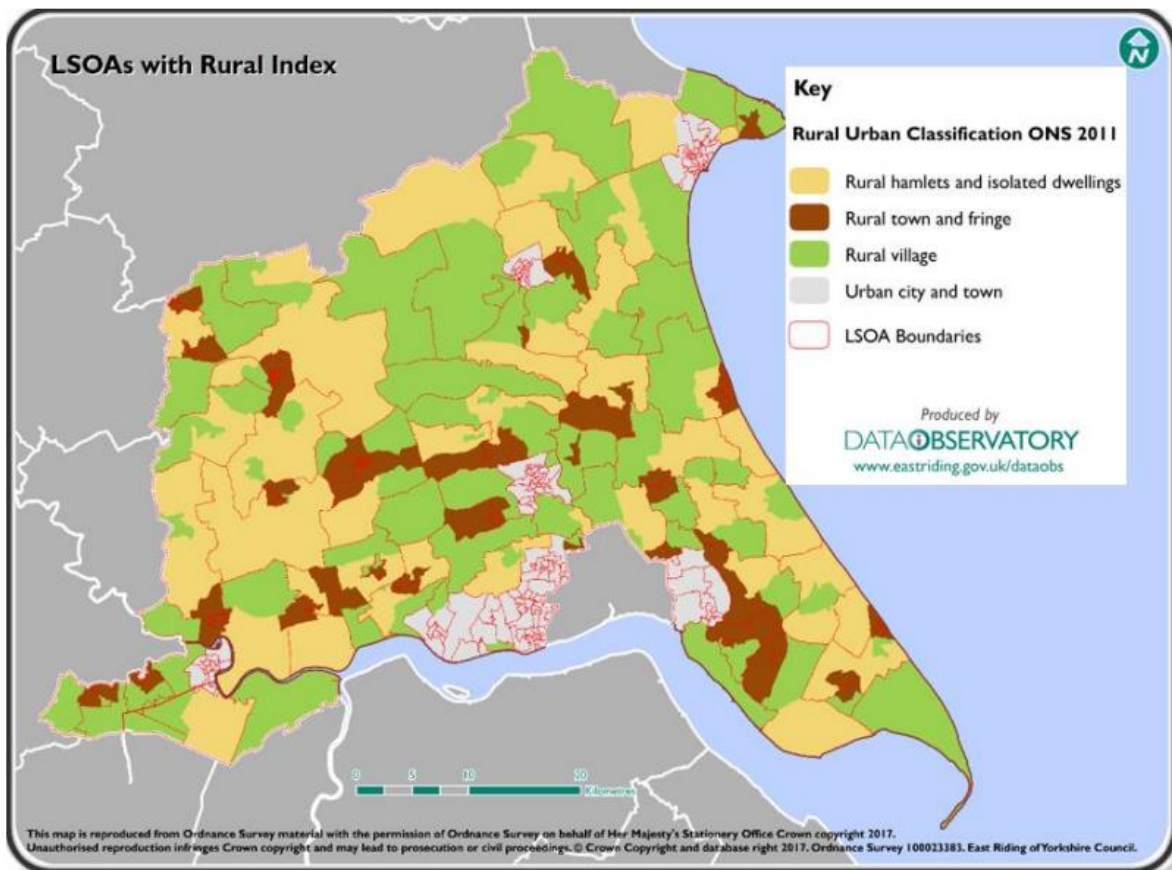 LSOAs with Rural Index
N
Key
Rural Urban Classification ONS 2011
Rural hamlets and isolated dwellings
Rural town and fringe
Rural village
Urban city and town
LSOA Boundaries
Produced by
DATAOBSERVATORY
www.eastriding.gov.uk/dataobs
0 5 10 20
Kilometres
This map is reproduced from Ordnance Survey material with the permission of Ordnance Survey on behalf of Her Majesty's Stationery Office Crown copyright 2017.
Unauthorised reproduction infringes Crown copyright and may lead to prosecution or civil proceedings. © Crown Copyright and database right 2017. Ordnance Survey 100023383. East Riding of Yorkshire Council.